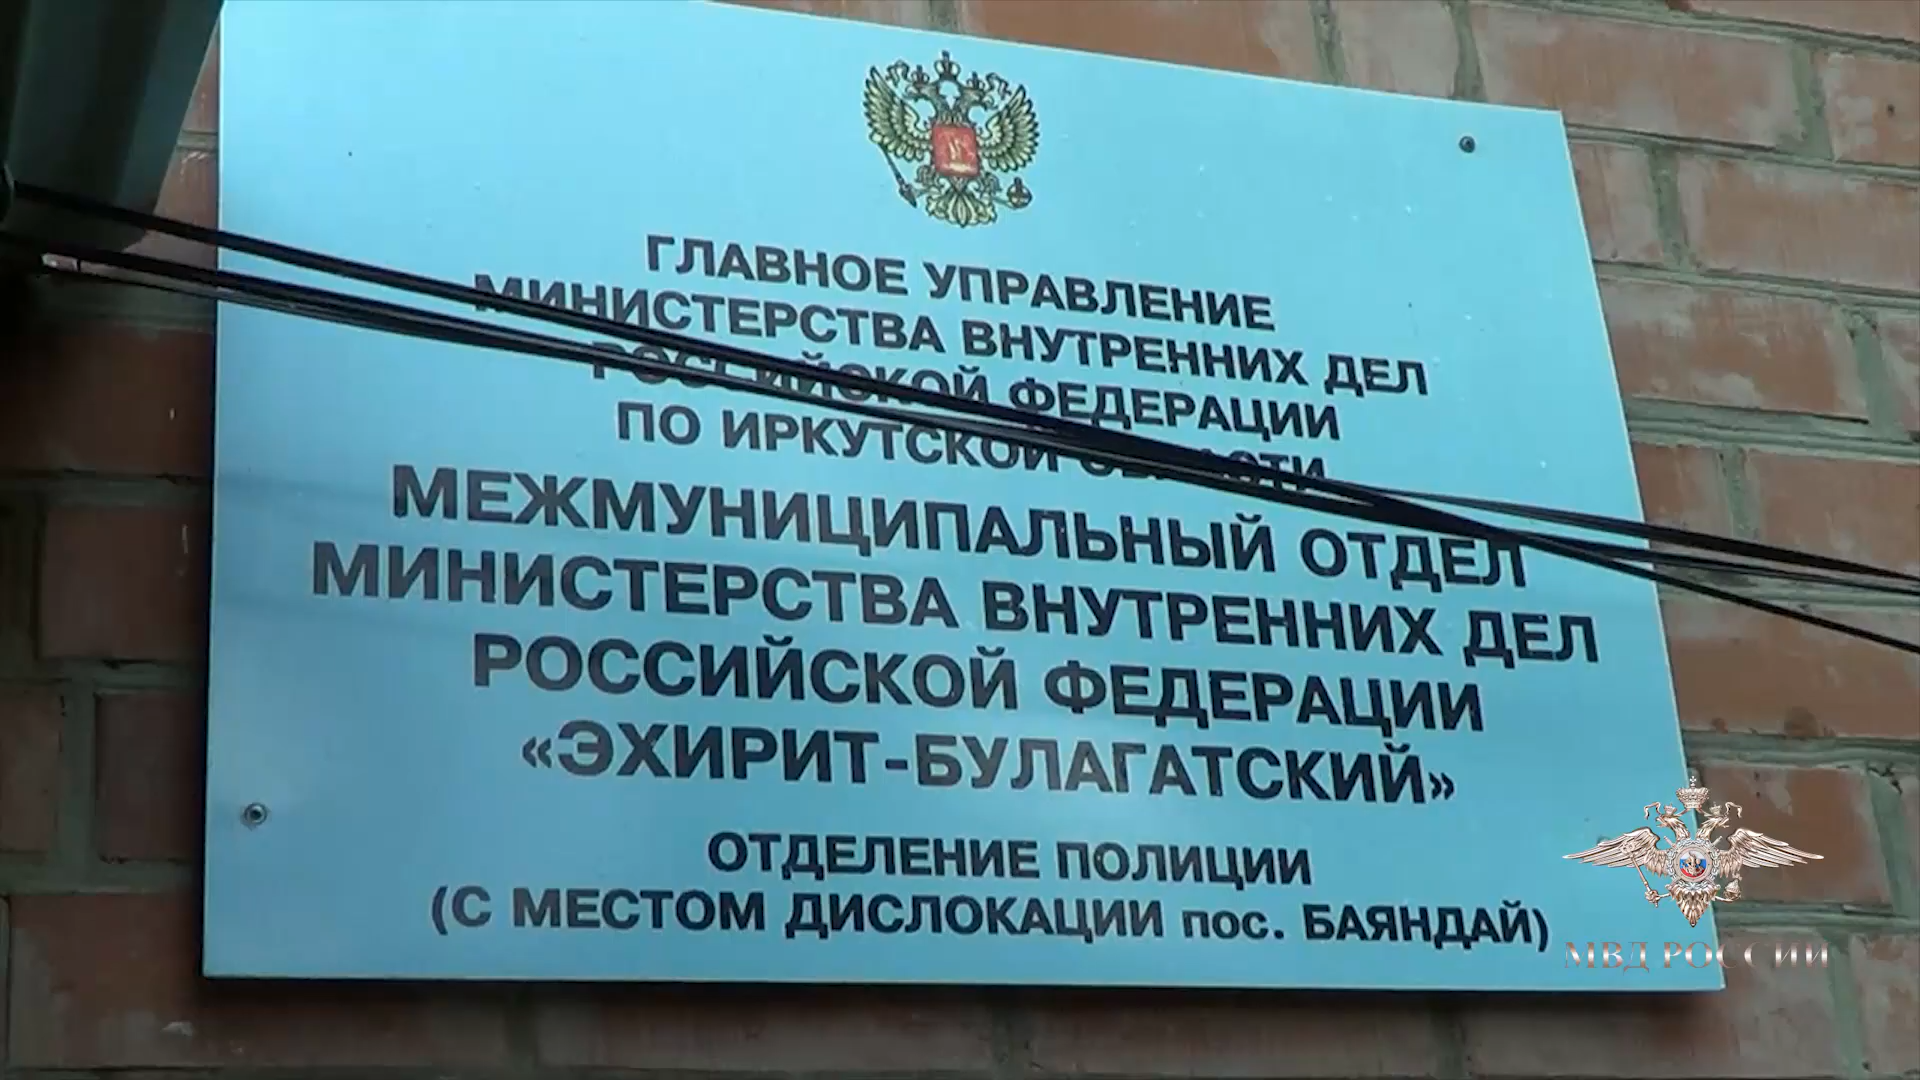 ГЛАВНОЕ УПРАВЛЕНИЕ
МИНИСТЕРСТВА ВНУТРЕННИХ ДЕЛ
РОССИЙСКОЙ ФЕДЕРАЦИИ
ПО ИРКУТСКОЙ ОБЛАСТИ
МЕЖМУНИЦИПАЛЬНЫЙ ОТДЕЛ
МИНИСТЕРСТВА ВНУТРЕННИХ ДЕЛ
РОССИЙСКОЙ ФЕДЕРАЦИИ
«ЭХИРИТ-БУЛАГАТСКИЙ»
ОТДЕЛЕНИЕ ПОЛИЦИИ
(С МЕСТОМ ДИСЛОКАЦИИ пос. БАЯНДАЙ)
МВД РОССИИ